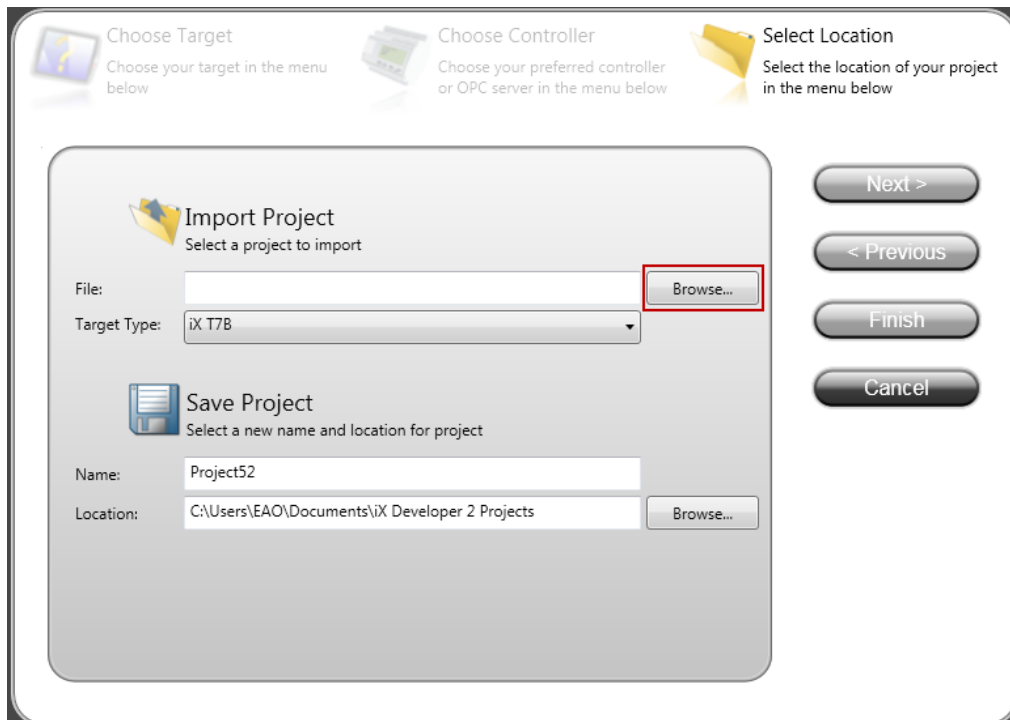 Choose Target
Choose your target in the menu
below
Choose Controller
Choose your preferred controller
or OPC server in the menu below
Select Location
Select the location of your project
in the menu below
Import Project
Select a project to import
File:
Browse...
Target Type:
iX T7B
Save Project
Select a new name and location for project
Name:
Project52
Location:
C:\Users\EAO\Documents\iX Developer 2 Projects
Browse...
Next >
< Previous
Finish
Cancel